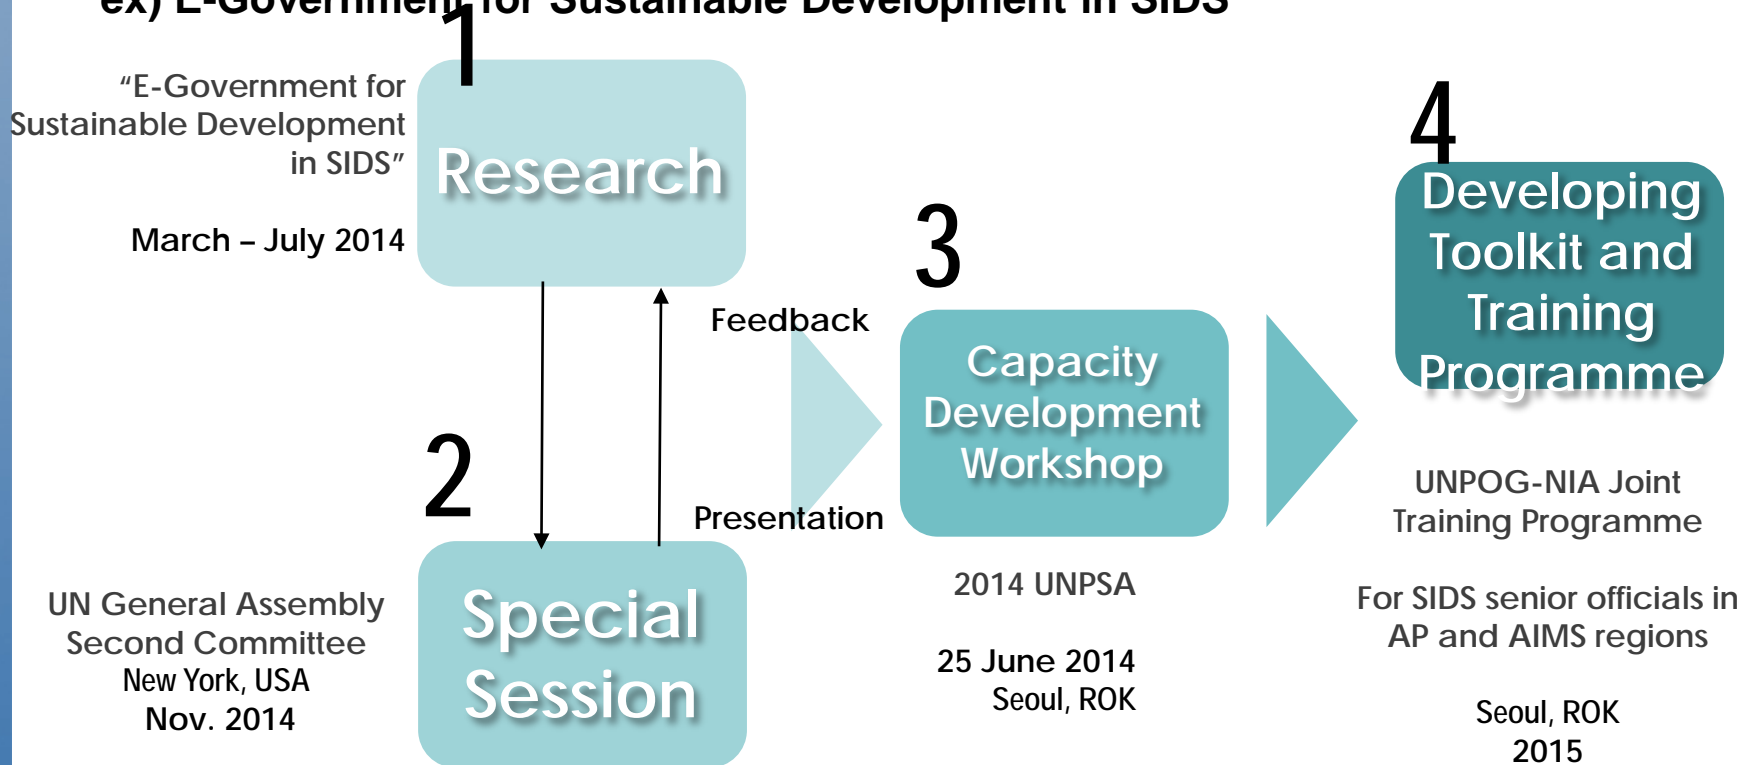 ex) E-Government for Sustainable Development in SIDS
1
"E-Government for
Sustainable Development
in SIDS"
March – July 2014
Research
2
UN General Assembly
Second Committee
New York, USA
Nov. 2014
Special
Session
Feedback
Presentation
3
Capacity
Development
Workshop
2014 UNPSA
25 June 2014
Seoul, ROK
4
Developing
Toolkit and
Training
Programme
UNPOG-NIA Joint
Training Programme
For SIDS senior officials in
AP and AIMS regions
Seoul, ROK
2015